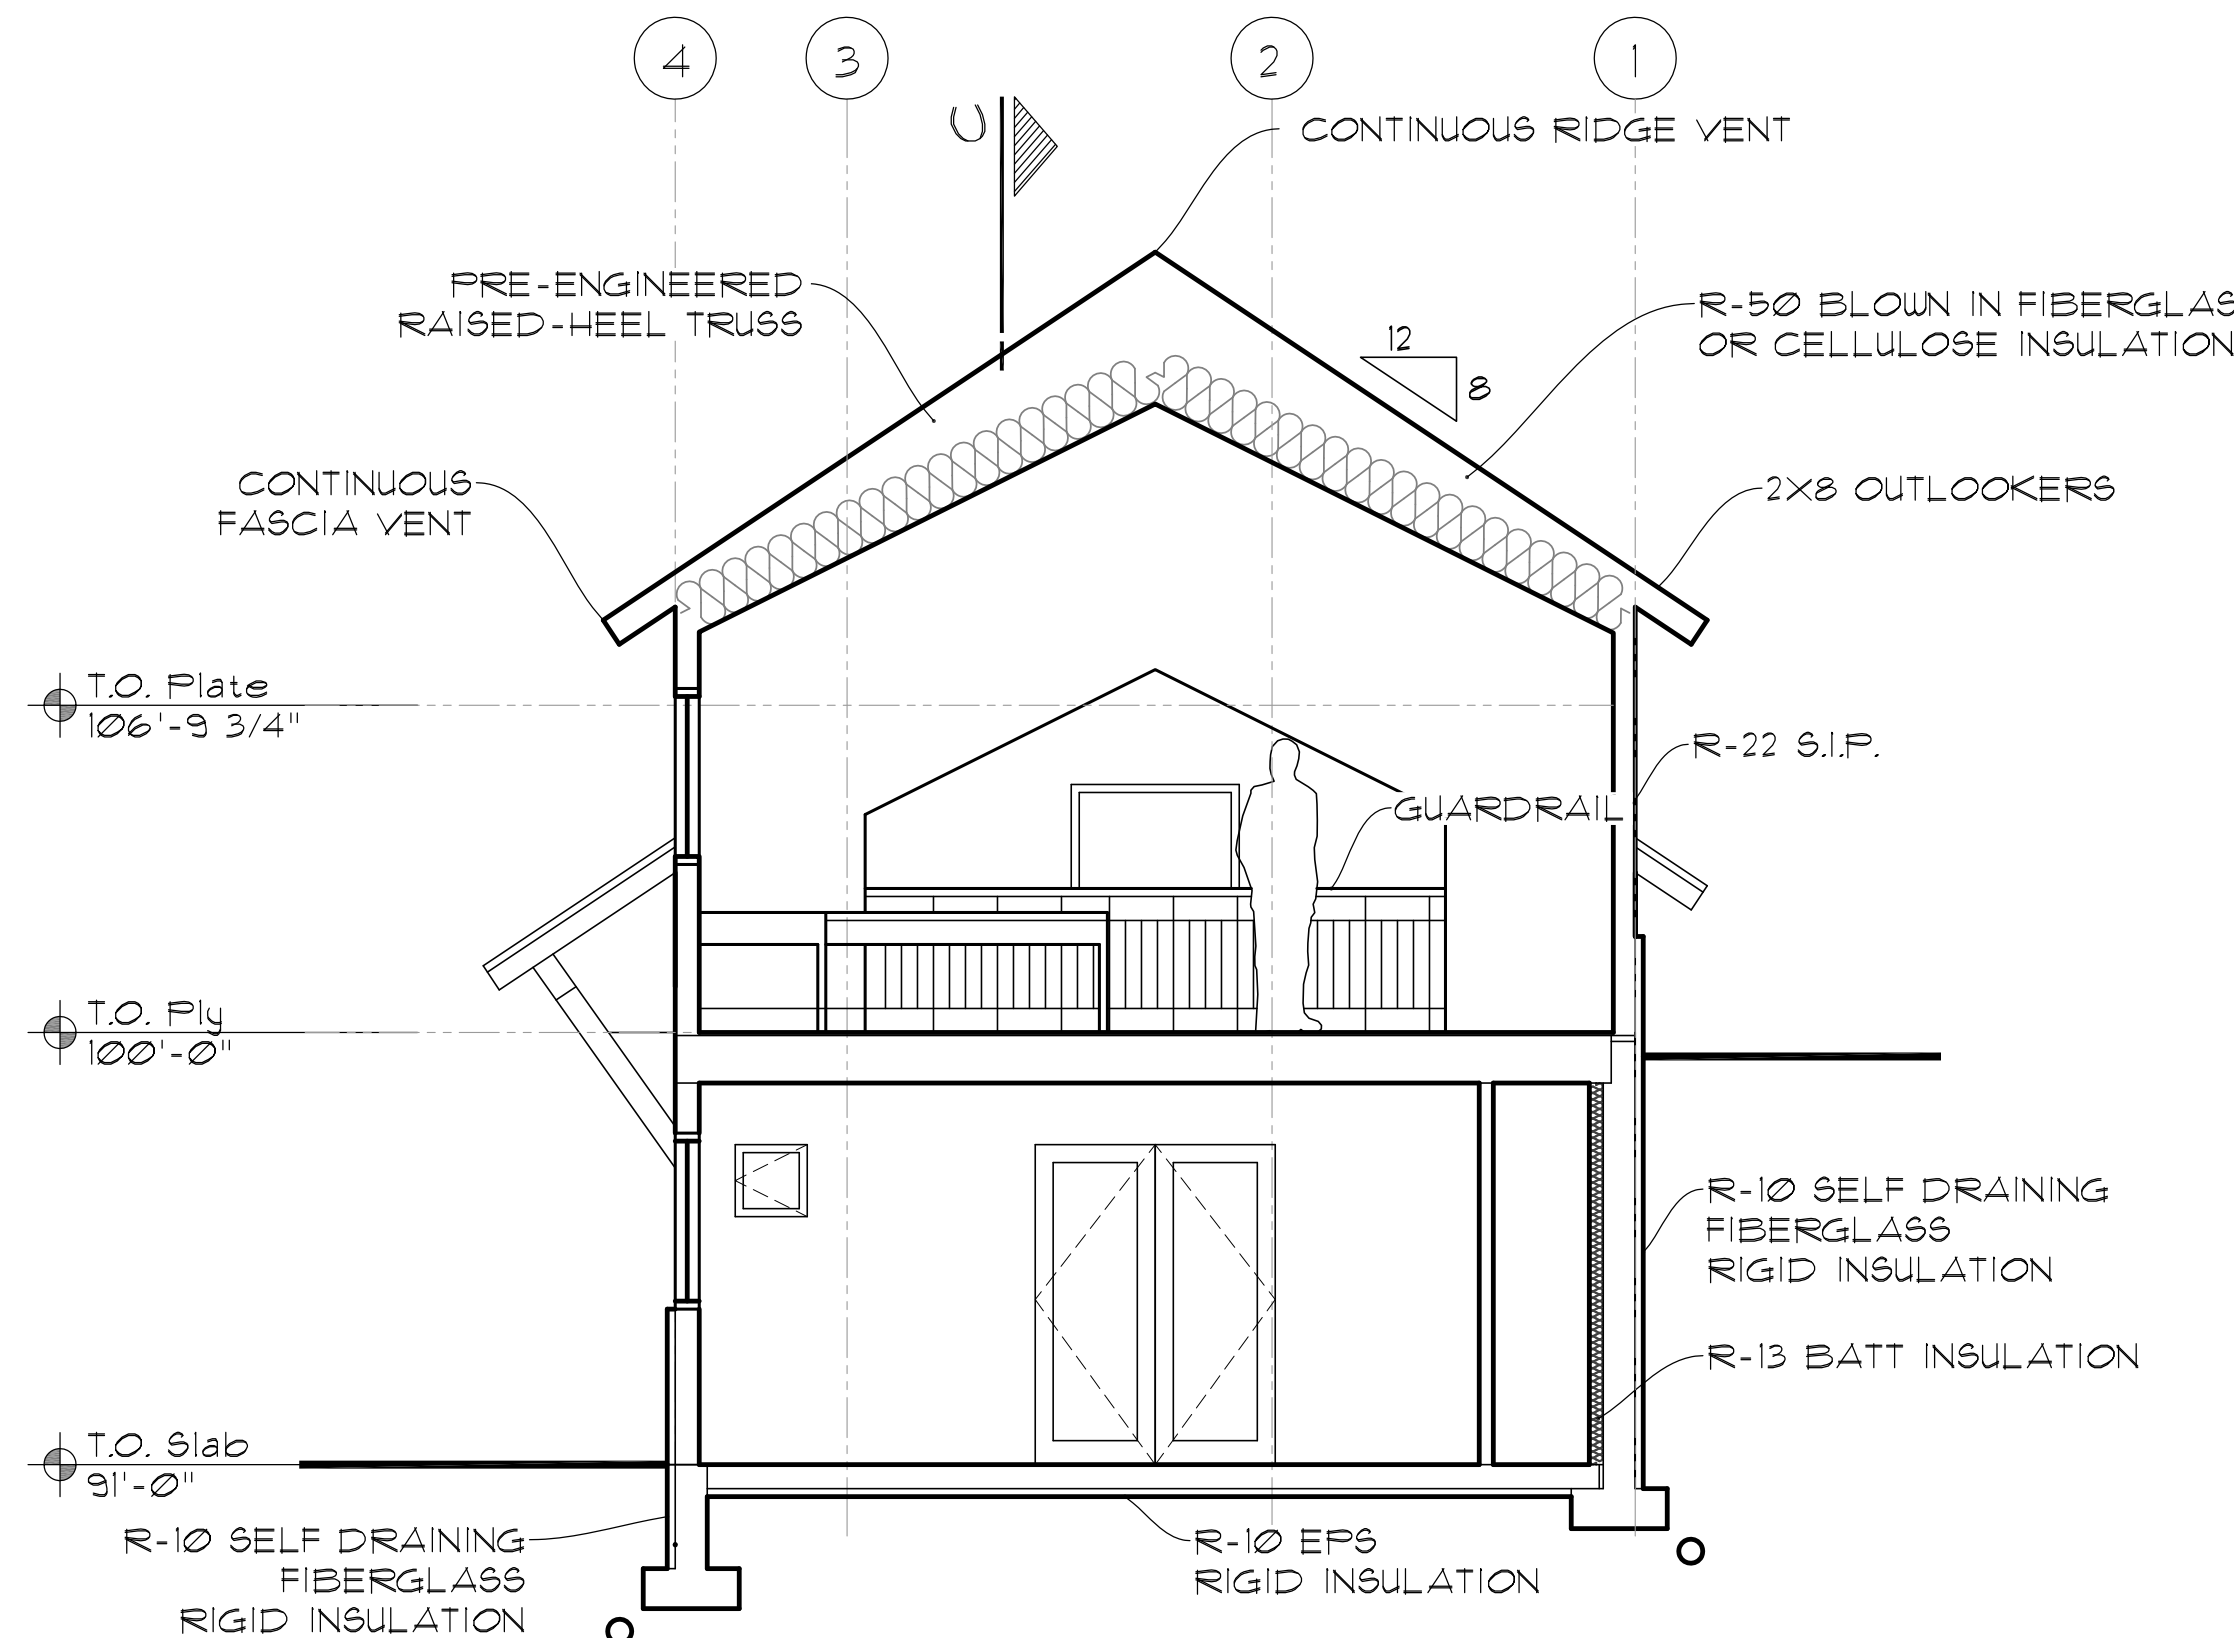 4 3 2 1
C
CONTINUOUS RIDGE VENT
PRE-ENGINEERED
RAISED-HEEL TRUSS
R-50 BLOWN IN FIBERGLAS
OR CELLULOSE INSULATION
12
8
CONTINUOUS
FASCIA VENT
2X8 OUTLOOKERS
T.O. Plate
106'-9 3/4"
R-22 S.I.P.
GUARDRAIL
T.O. Ply
100'-0"
R-10 SELF DRAINING
FIBERGLASS
RIGID INSULATION
R-13 BATT INSULATION
T.O. Slab
91'-0"
R-10 SELF DRAINING
FIBERGLASS
RIGID INSULATION
R-10 EPS
RIGID INSULATION